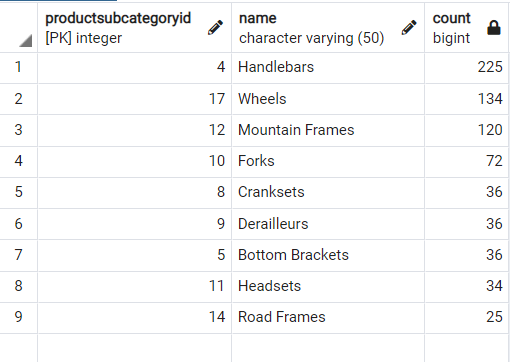 productsubcategoryid name count
[PK] integer character varying (50) bigint
1 4 Handlebars 225
2 17 Wheels 134
3 12 Mountain Frames 120
4 10 Forks 72
5 8 Cranksets 36
6 9 Derailleurs 36
7 5 Bottom Brackets 36
8 11 Headsets 34
9 14 Road Frames 25